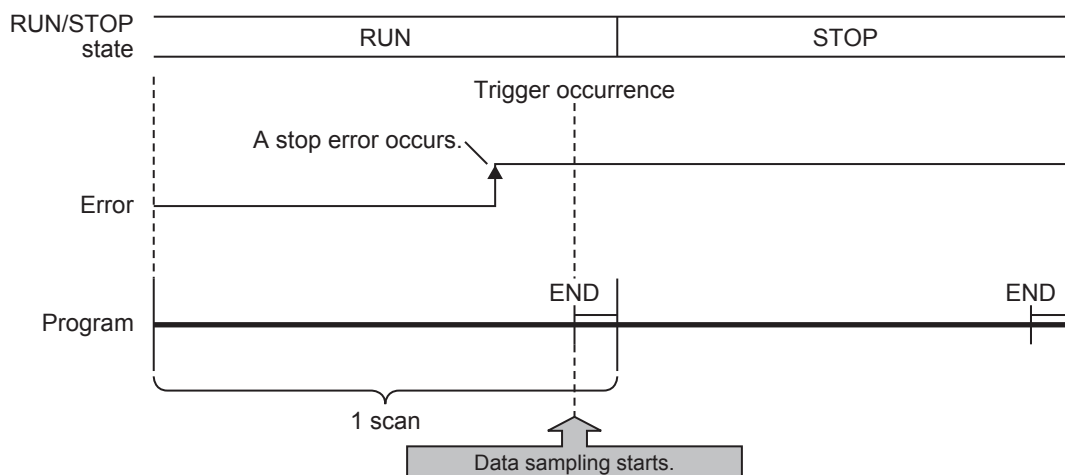 RUN/STOP
state
RUN
STOP
Trigger occurrence
A stop error occurs.
Error
END
END
Program
1 scan
Data sampling starts.